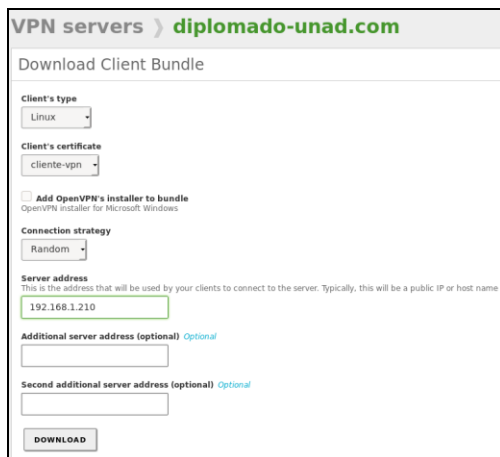 VPN servers ❭ diplomado-unad.com
Download Client Bundle
Client's type
Linux
Client's certificate
cliente-vpn
Add OpenVPN's installer to bundle
OpenVPN installer for Microsoft Windows
Connection strategy
Random
Server address
This is the address that will be used by your clients to connect to the server. Typically, this will be a public IP or host name
192.168.1.210
Additional server address (optional) Optional
Second additional server address (optional) Optional
DOWNLOAD